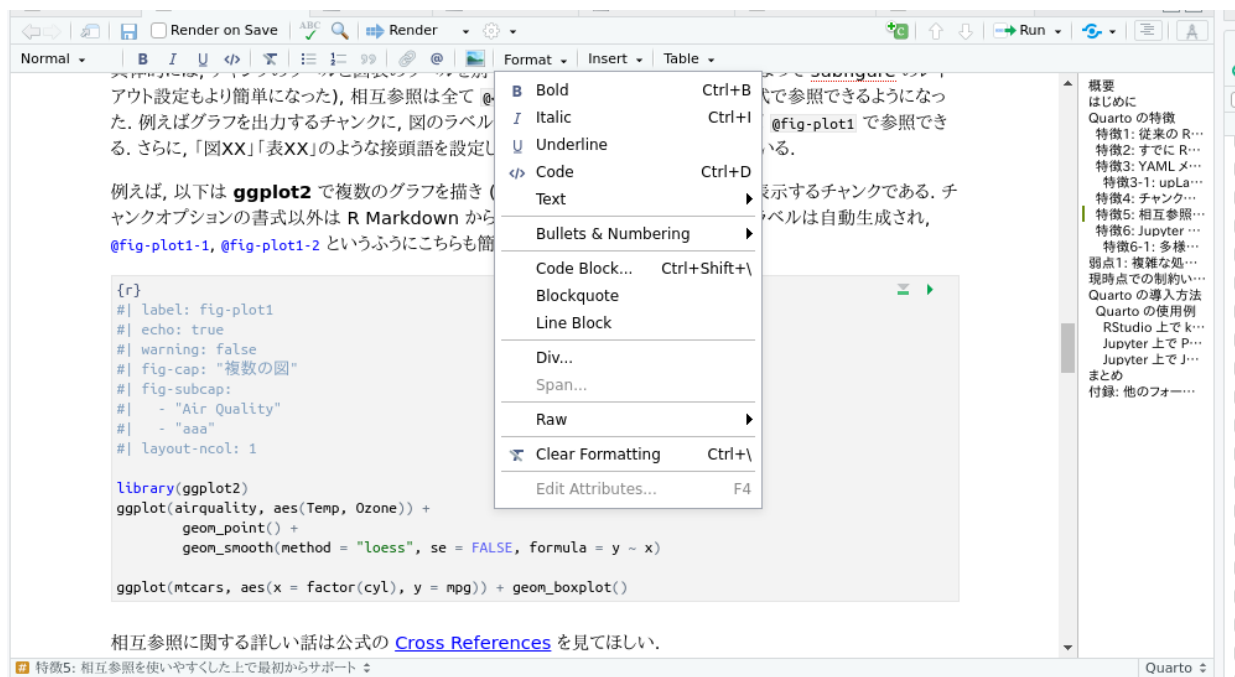 Render on Save ABC Render Run A
Normal B I U </> 99 @ Format Insert Table
アウト設定もより簡単になった), 相互参照は全て で参照できるようになっ
た. 例えばグラフを出力するチャンクに, 図のラベル @fig-plot1 で参照でき
る. さらに, 「図XX」「表XX」のような接頭語を設定し いる.
例えば, 以下は ggplot2 で複数のグラフを描き ( 表示するチャンクである. チ
ャンクオプションの書式以外は R Markdown から ラベルは自動生成され,
@fig-plot1-1, @fig-plot1-2 というふうにこちらも簡
{r}
#| label: fig-plot1
#| echo: true
#| warning: false
#| fig-cap: "複数の図"
#| fig-subcap:
#|   - "Air Quality"
#|   - "aaa"
#| layout-ncol: 1
library(ggplot2)
ggplot(airquality, aes(Temp, Ozone)) +
geom_point() +
geom_smooth(method = "loess", se = FALSE, formula = y ~ x)
ggplot(mtcars, aes(x = factor(cyl), y = mpg)) + geom_boxplot()
相互参照に関する詳しい話は公式の Cross References を見てほしい.
B Bold Ctrl+B
I Italic Ctrl+I
U Underline
</> Code Ctrl+D
Text
Bullets & Numbering
Code Block... Ctrl+Shift+\
Blockquote
Line Block
Div...
Span...
Raw
Clear Formatting Ctrl+\
Edit Attributes... F4
概要
はじめに
Quarto の特徴
特徴1: 従来の R…
特徴2: すでに R…
特徴3: YAML メ…
特徴3-1: upLa…
特徴4: チャンク…
特徴5: 相互参照…
特徴6: Jupyter …
特徴6-1: 多様…
弱点1: 複雑な処…
現時点での制約い…
Quarto の導入方法
Quarto の使用例
RStudio 上で k…
Jupyter 上で P…
Jupyter 上で J…
まとめ
付録: 他のフォー…
# 特徴5: 相互参照を使いやすくした上で最初からサポート
Quarto